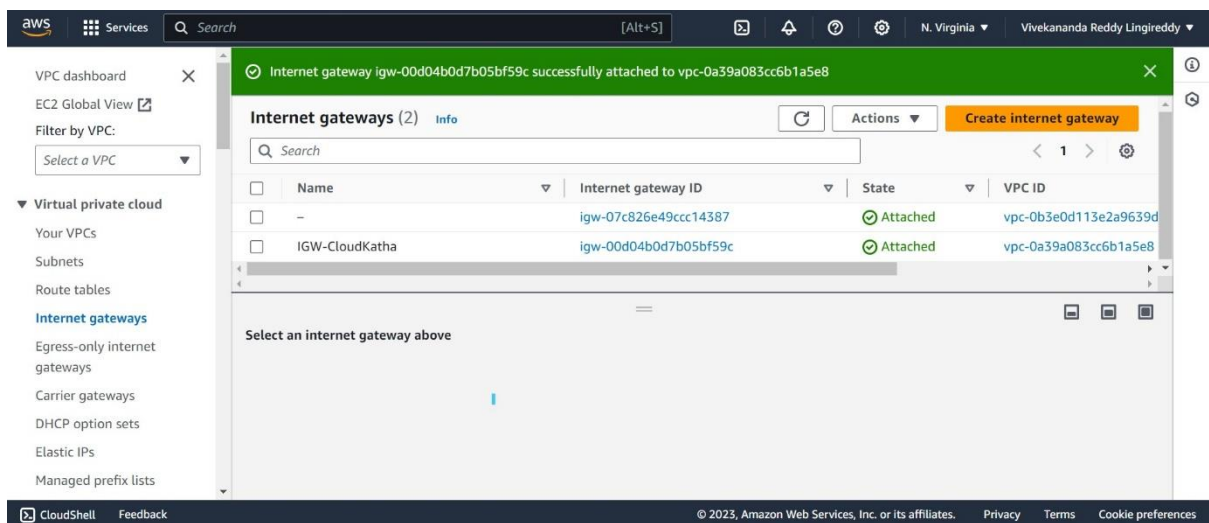 aws
Services
Search
[Alt+S]
N. Virginia
Vivekananda Reddy Lingireddy
VPC dashboard
EC2 Global View
Filter by VPC:
Select a VPC
Virtual private cloud
Your VPCs
Subnets
Route tables
Internet gateways
Egress-only internet
gateways
Carrier gateways
DHCP option sets
Elastic IPs
Managed prefix lists
Internet gateway igw-00d04b0d7b05bf59c successfully attached to vpc-0a39a083cc6b1a5e8
Internet gateways (2) Info
Actions
Create internet gateway
Search
1
Name Internet gateway ID State VPC ID
– igw-07c826e49ccc14387 Attached vpc-0b3e0d113e2a9639d
IGW-CloudKatha igw-00d04b0d7b05bf59c Attached vpc-0a39a083cc6b1a5e8
Select an internet gateway above
CloudShell Feedback © 2023, Amazon Web Services, Inc. or its affiliates. Privacy Terms Cookie preferences